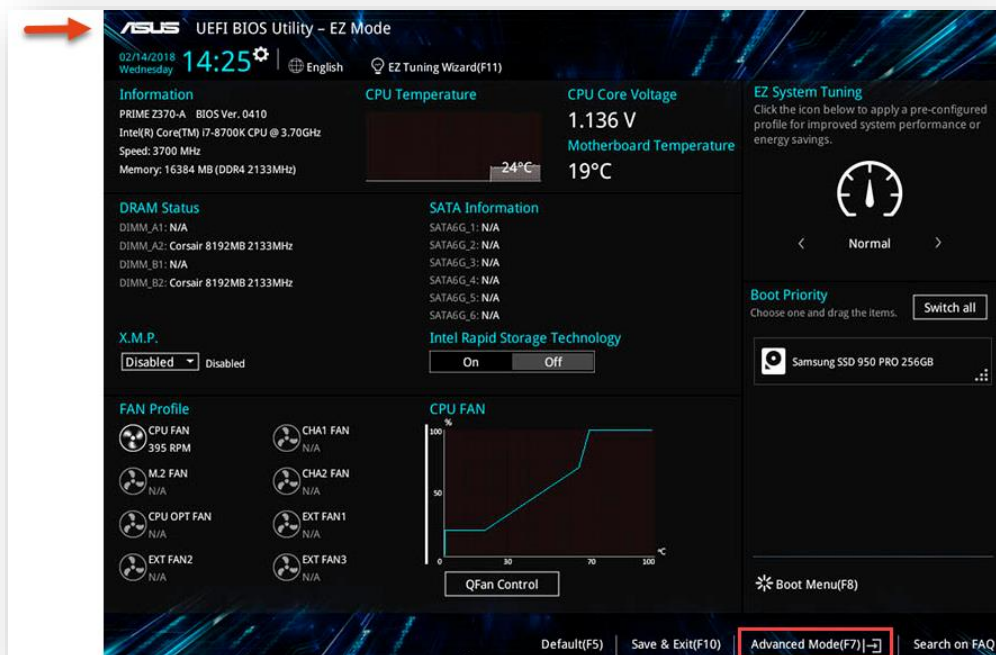 ASUS UEFI BIOS Utility – EZ Mode
02/14/2018
Wednesday
14:25
English
EZ Tuning Wizard(F11)
Information
PRIME Z370-A BIOS Ver. 0410
Intel(R) Core(TM) i7-8700K CPU @ 3.70GHz
Speed: 3700 MHz
Memory: 16384 MB (DDR4 2133MHz)
CPU Temperature
24°C
CPU Core Voltage
1.136 V
Motherboard Temperature
19°C
EZ System Tuning
Click the icon below to apply a pre-configured
profile for improved system performance or
energy savings.
Normal
DRAM Status
DIMM_A1: N/A
DIMM_A2: Corsair 8192MB 2133MHz
DIMM_B1: N/A
DIMM_B2: Corsair 8192MB 2133MHz
SATA Information
SATA6G_1: N/A
SATA6G_2: N/A
SATA6G_3: N/A
SATA6G_4: N/A
SATA6G_5: N/A
SATA6G_6: N/A
X.M.P.
Disabled Disabled
Intel Rapid Storage Technology
On Off
Boot Priority
Choose one and drag the items.
Switch all
Samsung SSD 950 PRO 256GB
FAN Profile
CPU FAN
395 RPM
CHA1 FAN
N/A
M.2 FAN
N/A
CHA2 FAN
N/A
CPU OPT FAN
N/A
EXT FAN1
N/A
EXT FAN2
N/A
EXT FAN3
N/A
CPU FAN
%
100
50
0 30 70 100
°C
QFan Control
Boot Menu(F8)
Default(F5) Save & Exit(F10) Advanced Mode(F7) Search on FAQ